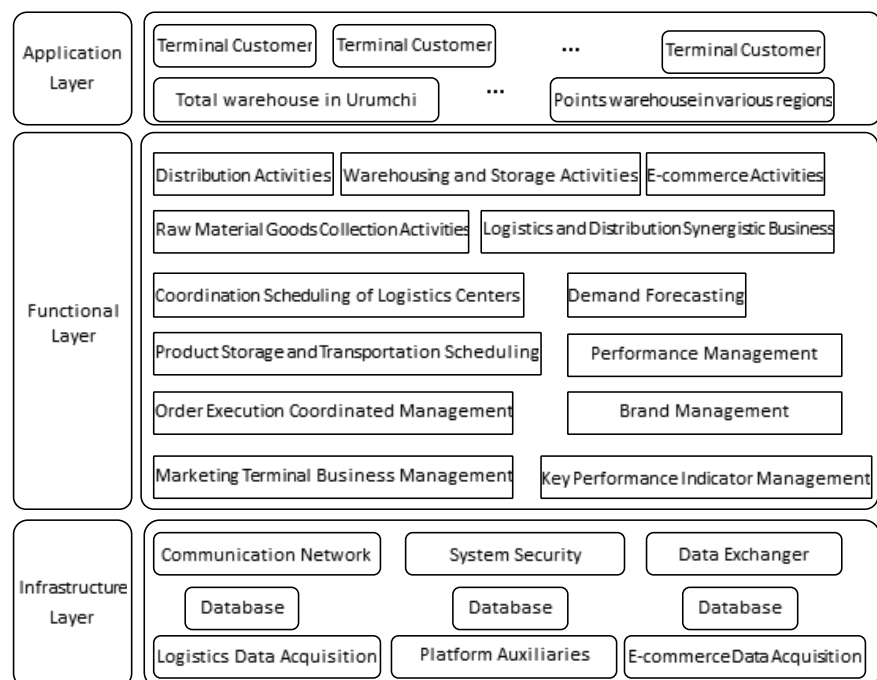 Application
Layer
Terminal Customer
Terminal Customer
...
Terminal Customer
Total warehouse in Urumchi
...
Points warehouse in various regions
Functional
Layer
Distribution Activities
Warehousing and Storage Activities
E-commerce Activities
Raw Material Goods Collection Activities
Logistics and Distribution Synergistic Business
Coordination Scheduling of Logistics Centers
Demand Forecasting
Product Storage and Transportation Scheduling
Performance Management
Order Execution Coordinated Management
Brand Management
Marketing Terminal Business Management
Key Performance Indicator Management
Infrastructure
Layer
Communication Network
System Security
Data Exchanger
Database
Database
Database
Logistics Data Acquisition
Platform Auxiliaries
E-commerce Data Acquisition